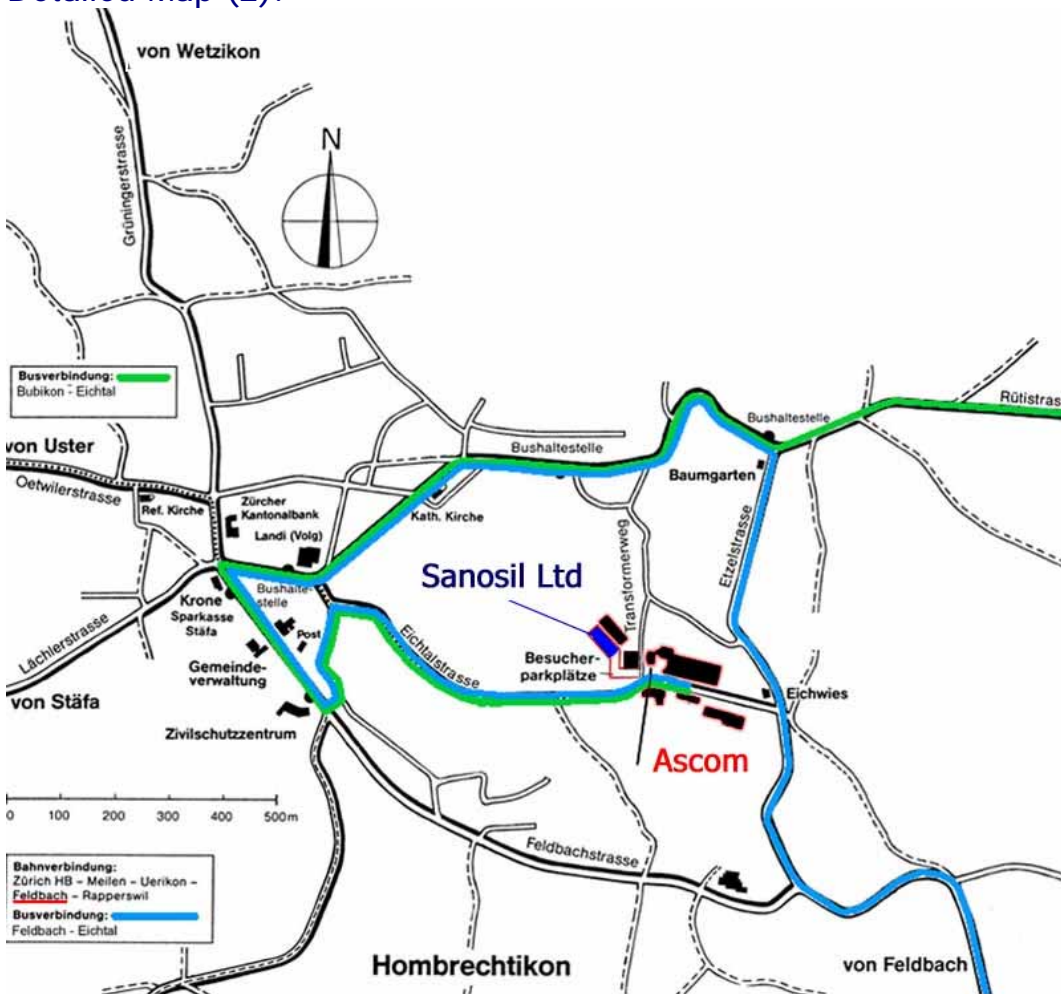 Detailed Map (2):
von Wetzikon
Grüningerstrasse
N
Busverbindung:
Bubikon - Eichtal
von Uster
Oetwilerstrasse
Ref. Kirche
Zürcher
Kantonalbank
Landi (Volg)
Kath. Kirche
Bushaltestelle
Bushaltestelle
Rütistras
Baumgarten
Etzelstrasse
Transformerweg
Sanosil Ltd
Krone
Sparkasse
Stäfa
Bushalte-
stelle
Post
Lächlerstrasse
Gemeinde-
verwaltung
von Stäfa
Zivilschutzzentrum
Eichtalstrasse
Besucher-
parkplätze
Eichwies
Ascom
0 100 200 300 400 500m
Feldbachstrasse
Bahnverbindung:
Zürich HB – Meilen – Uerikon –
Feldbach – Rapperswil
Busverbindung:
Feldbach - Eichtal
Hombrechtikon
von Feldbach